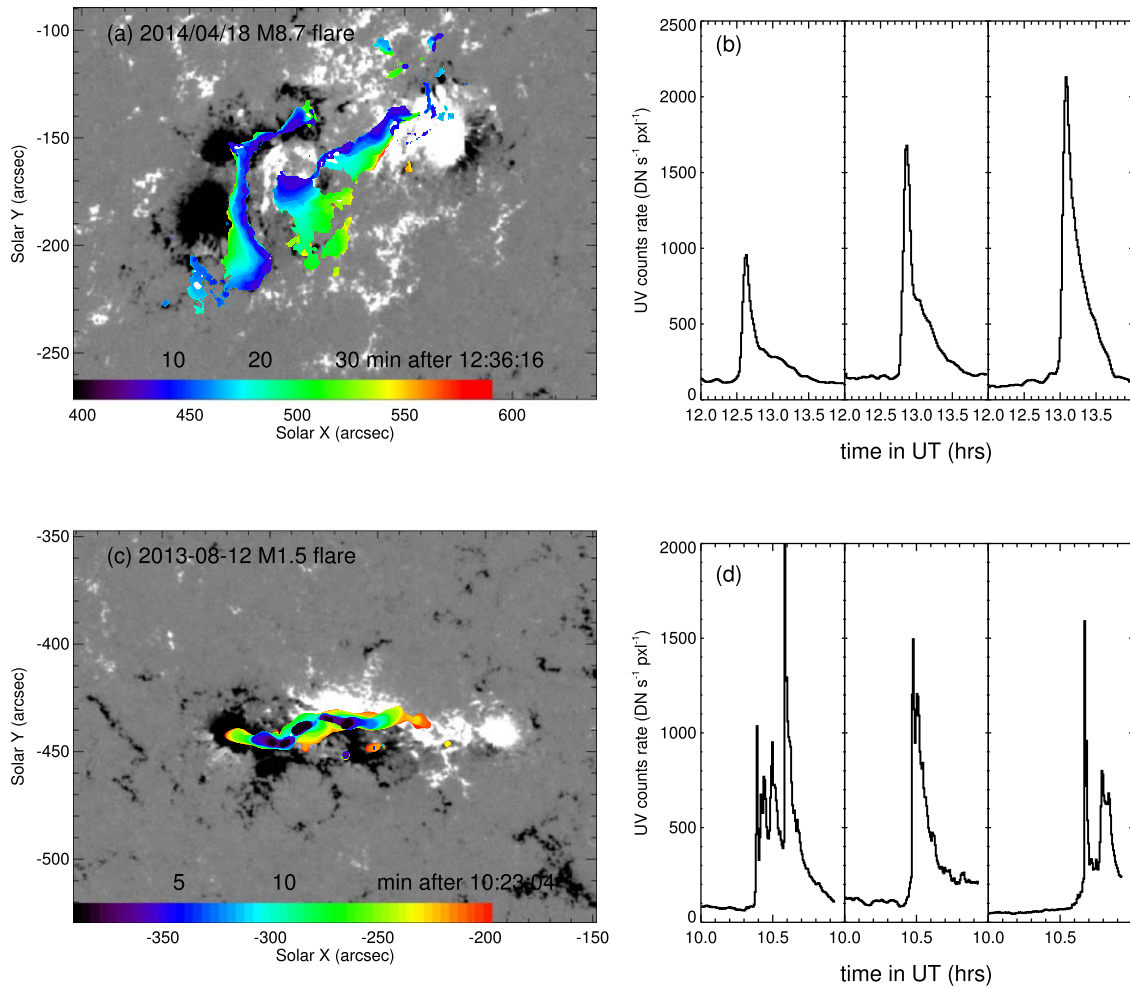 (a) 2014/04/18 M8.7 flare
-100
-150
-200
-250
Solar Y (arcsec)
10 20 30 min after 12:36:16
400 450 500 550 600
Solar X (arcsec)
(b)
2500
2000
1500
1000
500
0
UV counts rate (DN s⁻¹ pxl⁻¹)
12.0 12.5 13.0 13.5 12.0 12.5 13.0 13.5 12.0 12.5 13.0 13.5
time in UT (hrs)
(c) 2013-08-12 M1.5 flare
-350
-400
-450
-500
Solar Y (arcsec)
5 10 min after 10:23:04
-350 -300 -250 -200 -150
Solar X (arcsec)
(d)
2000
1500
1000
500
0
UV counts rate (DN s⁻¹ pxl⁻¹)
10.0 10.5 10.0 10.5 10.0 10.5
time in UT (hrs)